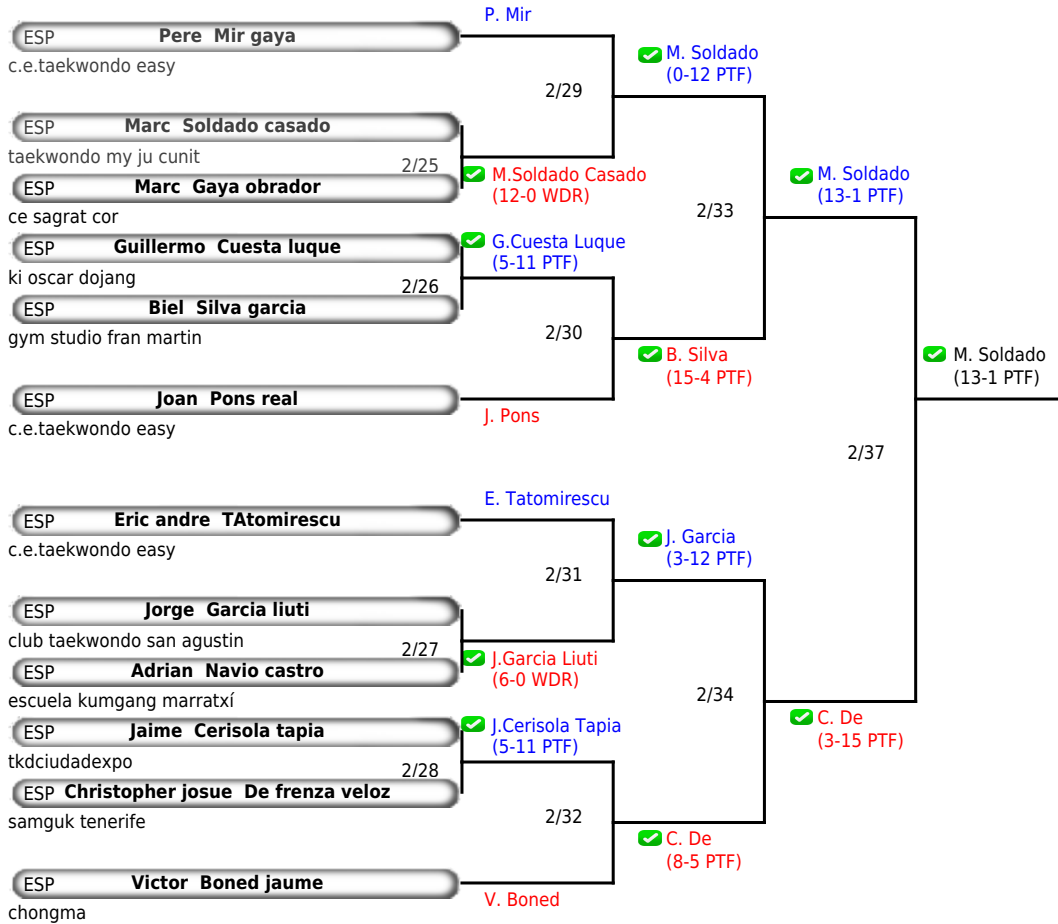 P. Mir
ESP Pere Mir gaya
c.e.taekwondo easy
M. Soldado
(0-12 PTF)
2/29
ESP Marc Soldado casado
taekwondo my ju cunit
2/25
M.Soldado Casado
(12-0 WDR)
ESP Marc Gaya obrador
ce sagrat cor
M. Soldado
(13-1 PTF)
2/33
ESP Guillermo Cuesta luque
ki oscar dojang
G.Cuesta Luque
(5-11 PTF)
2/26
ESP Biel Silva garcia
gym studio fran martin
2/30
B. Silva
(15-4 PTF)
ESP Joan Pons real
c.e.taekwondo easy
J. Pons
M. Soldado
(13-1 PTF)
2/37
E. Tatomirescu
ESP Eric andre TAtomirescu
c.e.taekwondo easy
J. Garcia
(3-12 PTF)
2/31
ESP Jorge Garcia liuti
club taekwondo san agustin
2/27
J.Garcia Liuti
(6-0 WDR)
ESP Adrian Navio castro
escuela kumgang marratxí
2/34
C. De
(3-15 PTF)
ESP Jaime Cerisola tapia
tkdciudadexpo
J.Cerisola Tapia
(5-11 PTF)
2/28
ESP Christopher josue De frenza veloz
samguk tenerife
2/32
C. De
(8-5 PTF)
ESP Victor Boned jaume
chongma
V. Boned